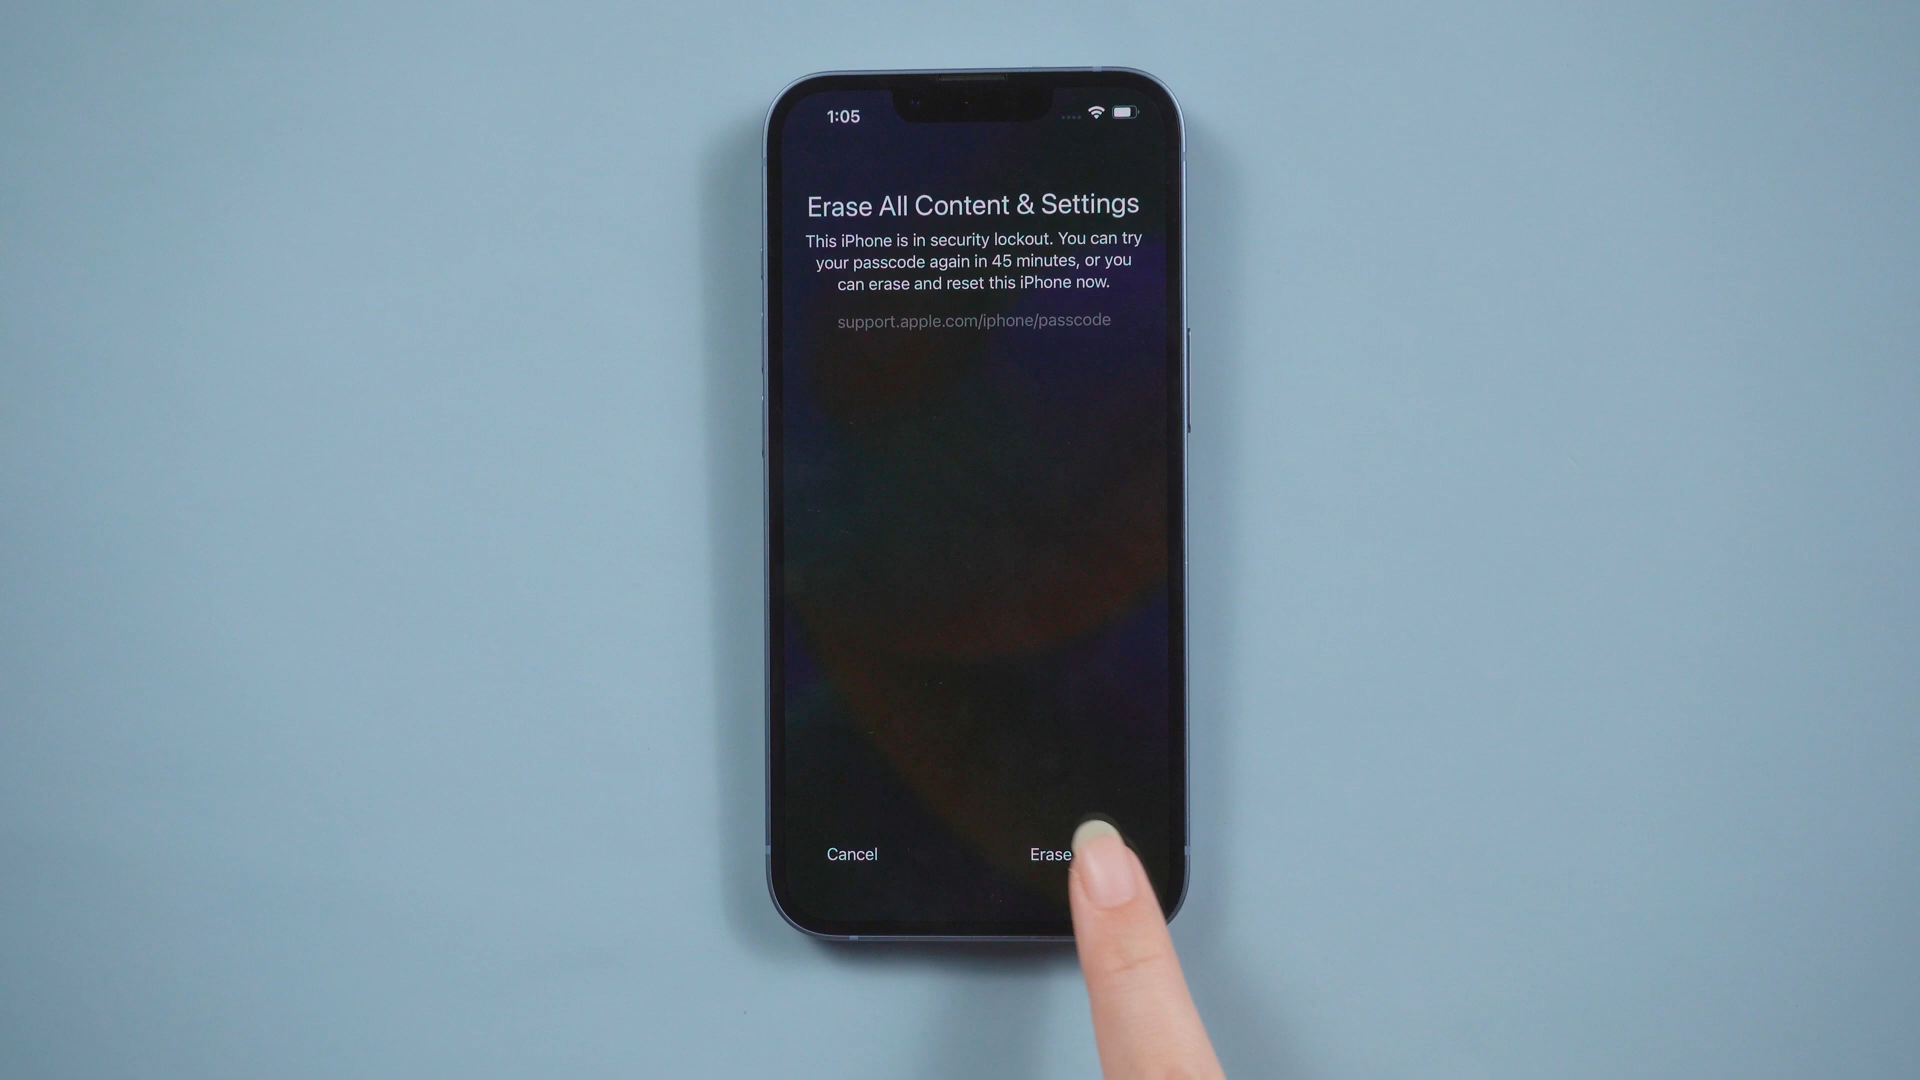 1:05
Erase All Content & Settings
This iPhone is in security lockout. You can try
your passcode again in 45 minutes, or you
can erase and reset this iPhone now.
support.apple.com/iphone/passcode
Cancel
Erase